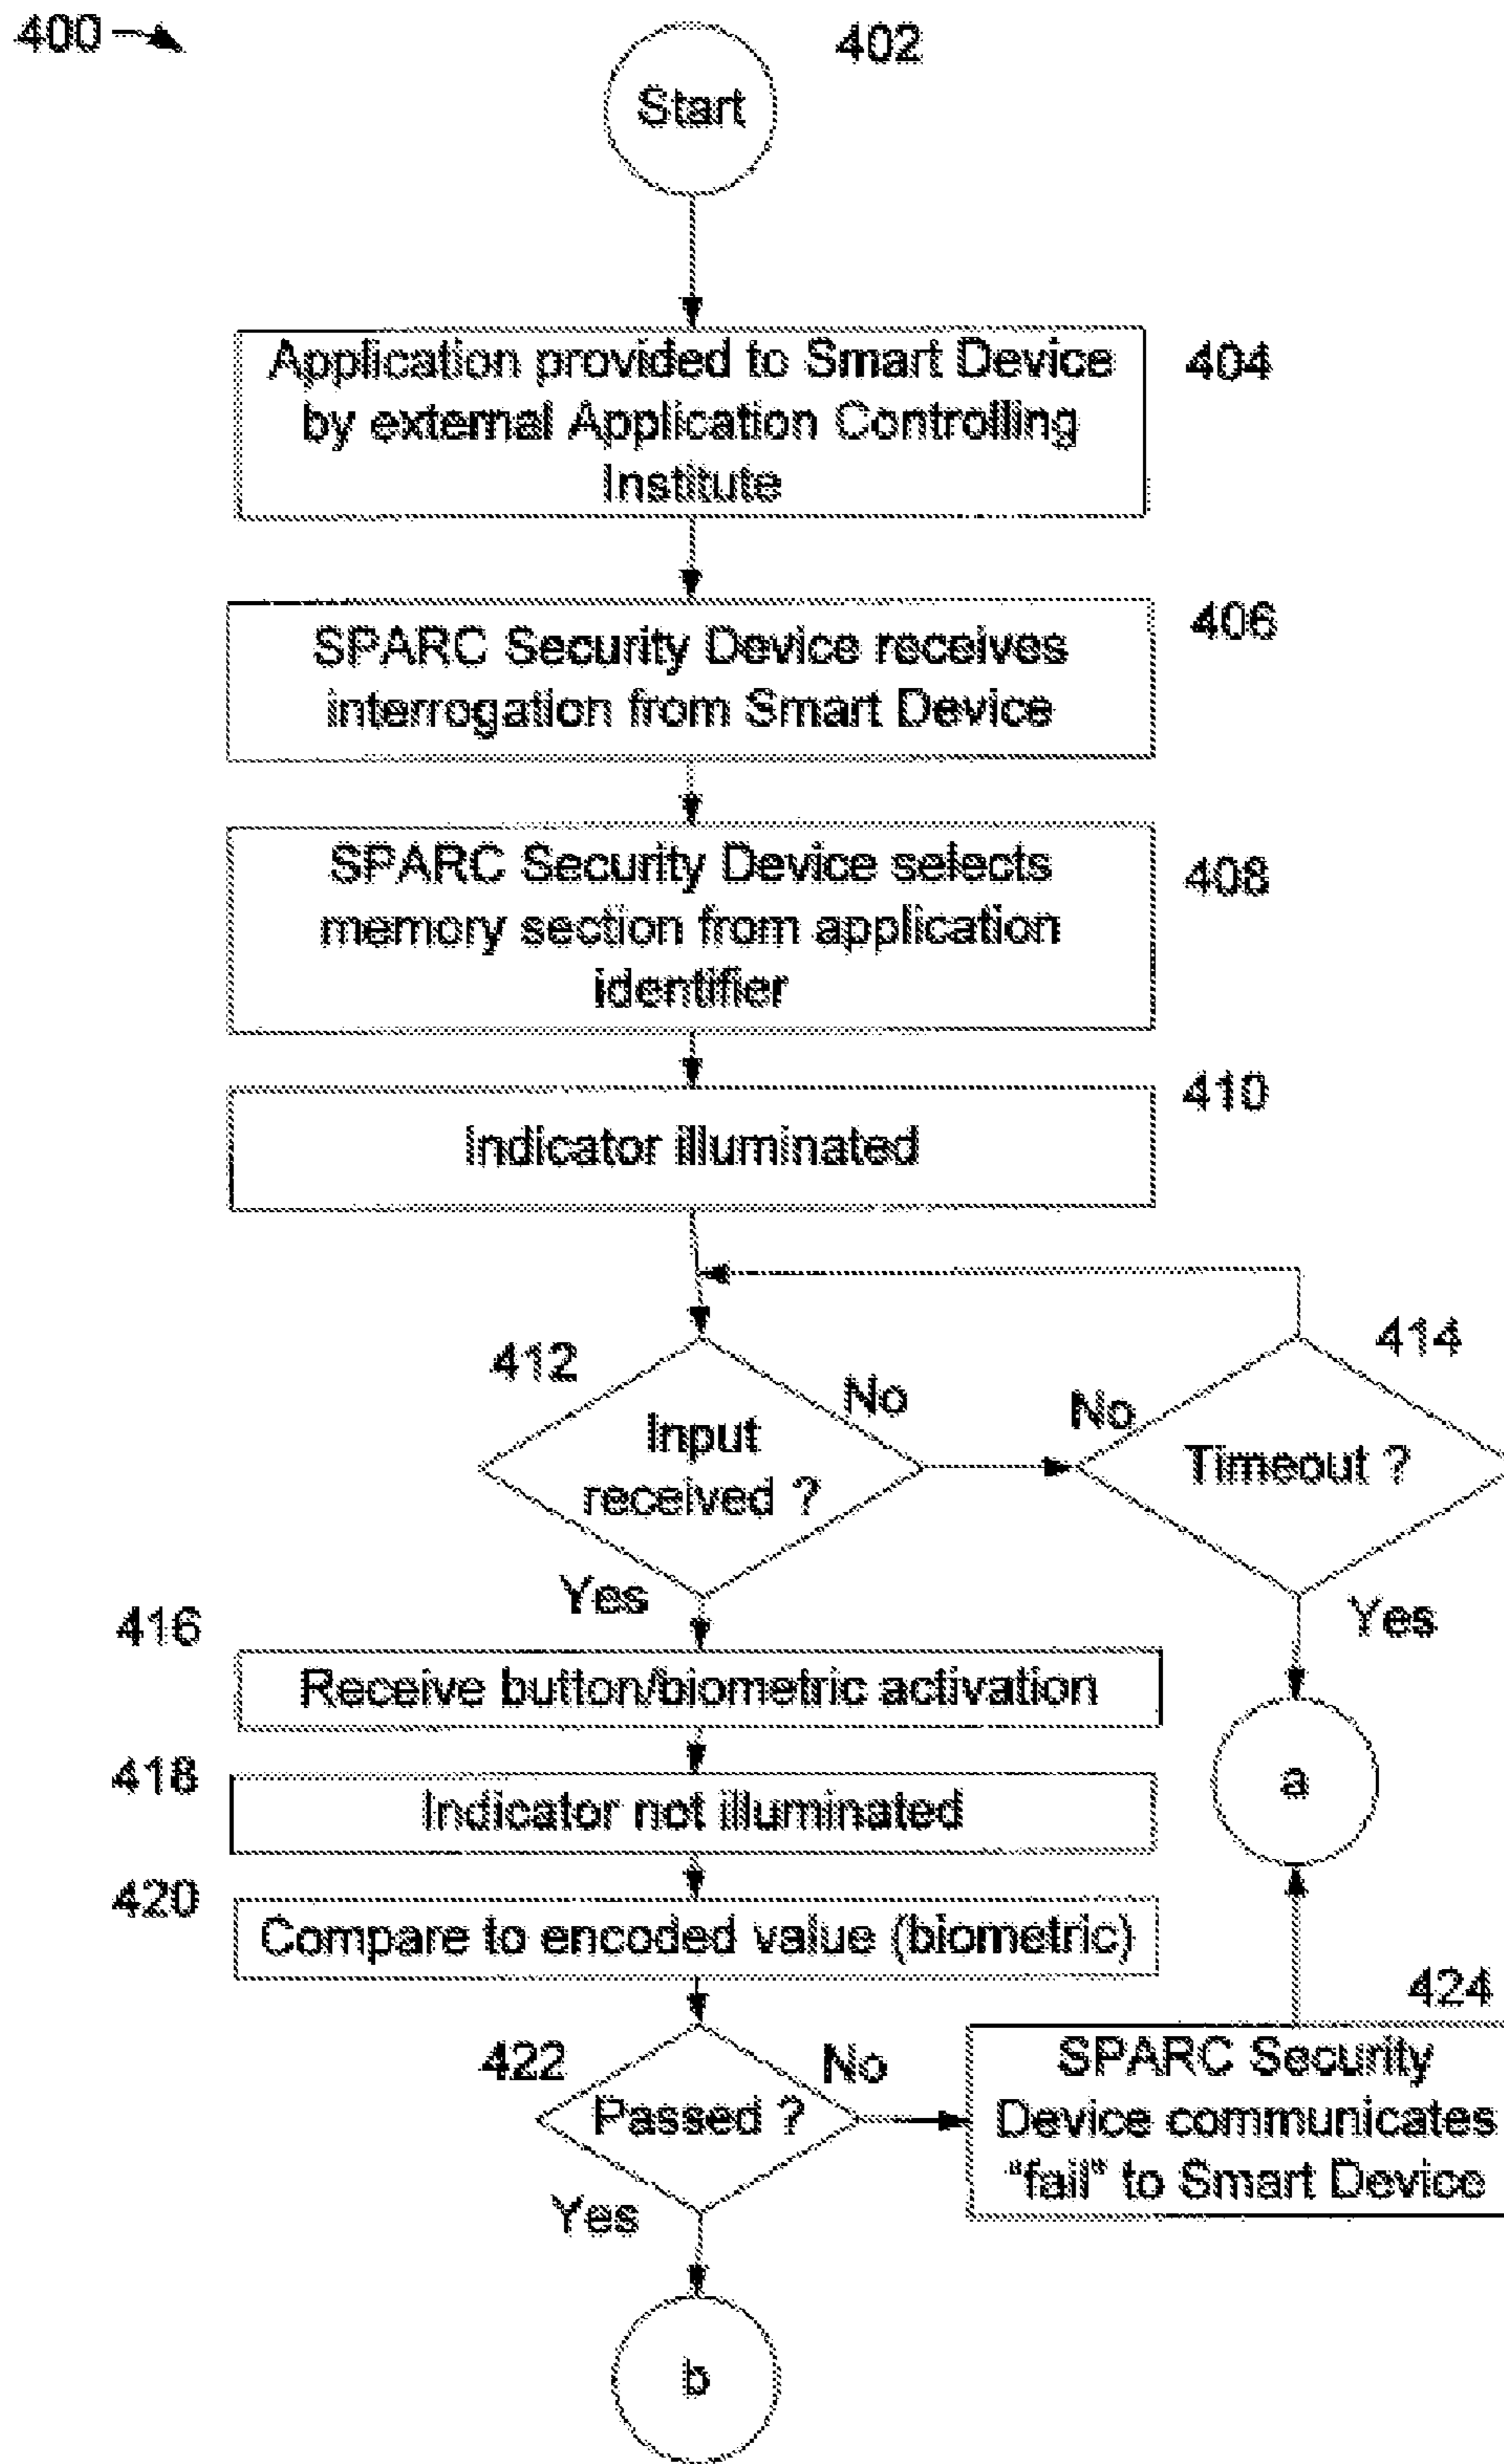 400
402
Start
Application provided to Smart Device
by external Application Controlling
Institute
404
SPARC Security Device receives
interrogation from Smart Device
406
SPARC Security Device selects
memory section from application
identifier
408
410
Indicator illuminated
412
414
Input
received ?
No
No
Timeout ?
Yes
Yes
416
Receive button/biometric activation
418
Indicator not illuminated
a
420
Compare to encoded value (biometric)
424
422
Passed ?
No
SPARC Security
Device communicates
"fail" to Smart Device
Yes
b